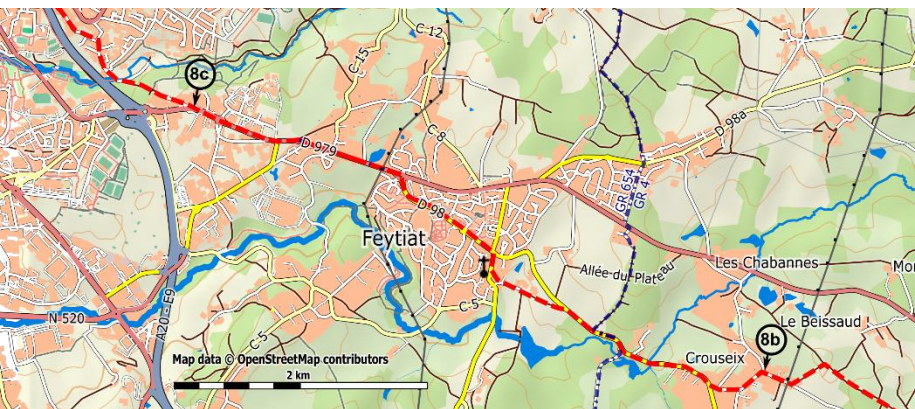 C 12
C 15
8c
C 8
D 979
D 98a
GR 654
GR 4
D 98
Feytiat
Allée du Plateau
Les Chabannes
Mon
A20 - E9
N 520
C 5
C 5
Le Beissaud
8b
Crouseix
Map data © OpenStreetMap contributors
2 km